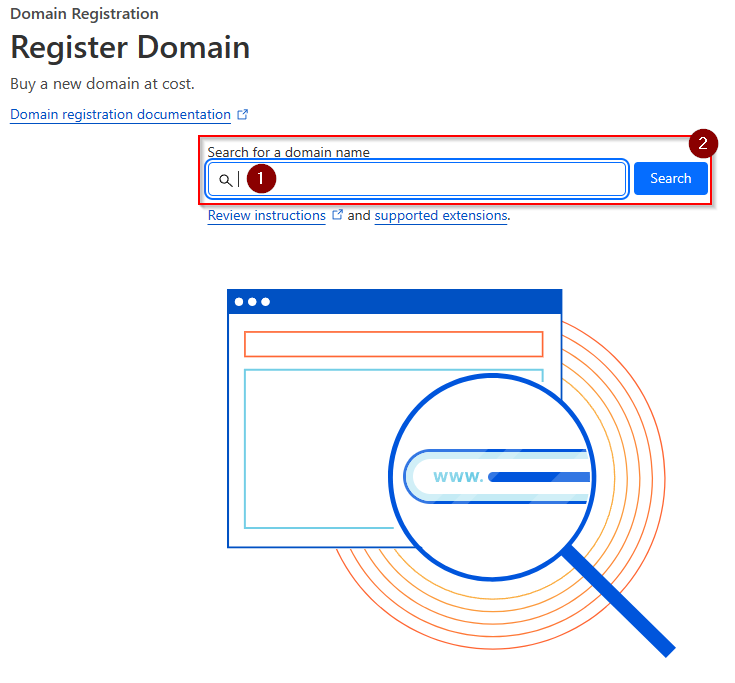 Domain Registration
Register Domain
Buy a new domain at cost.
Domain registration documentation
2
Search for a domain name
1
Search
Review instructions and supported extensions.
www.